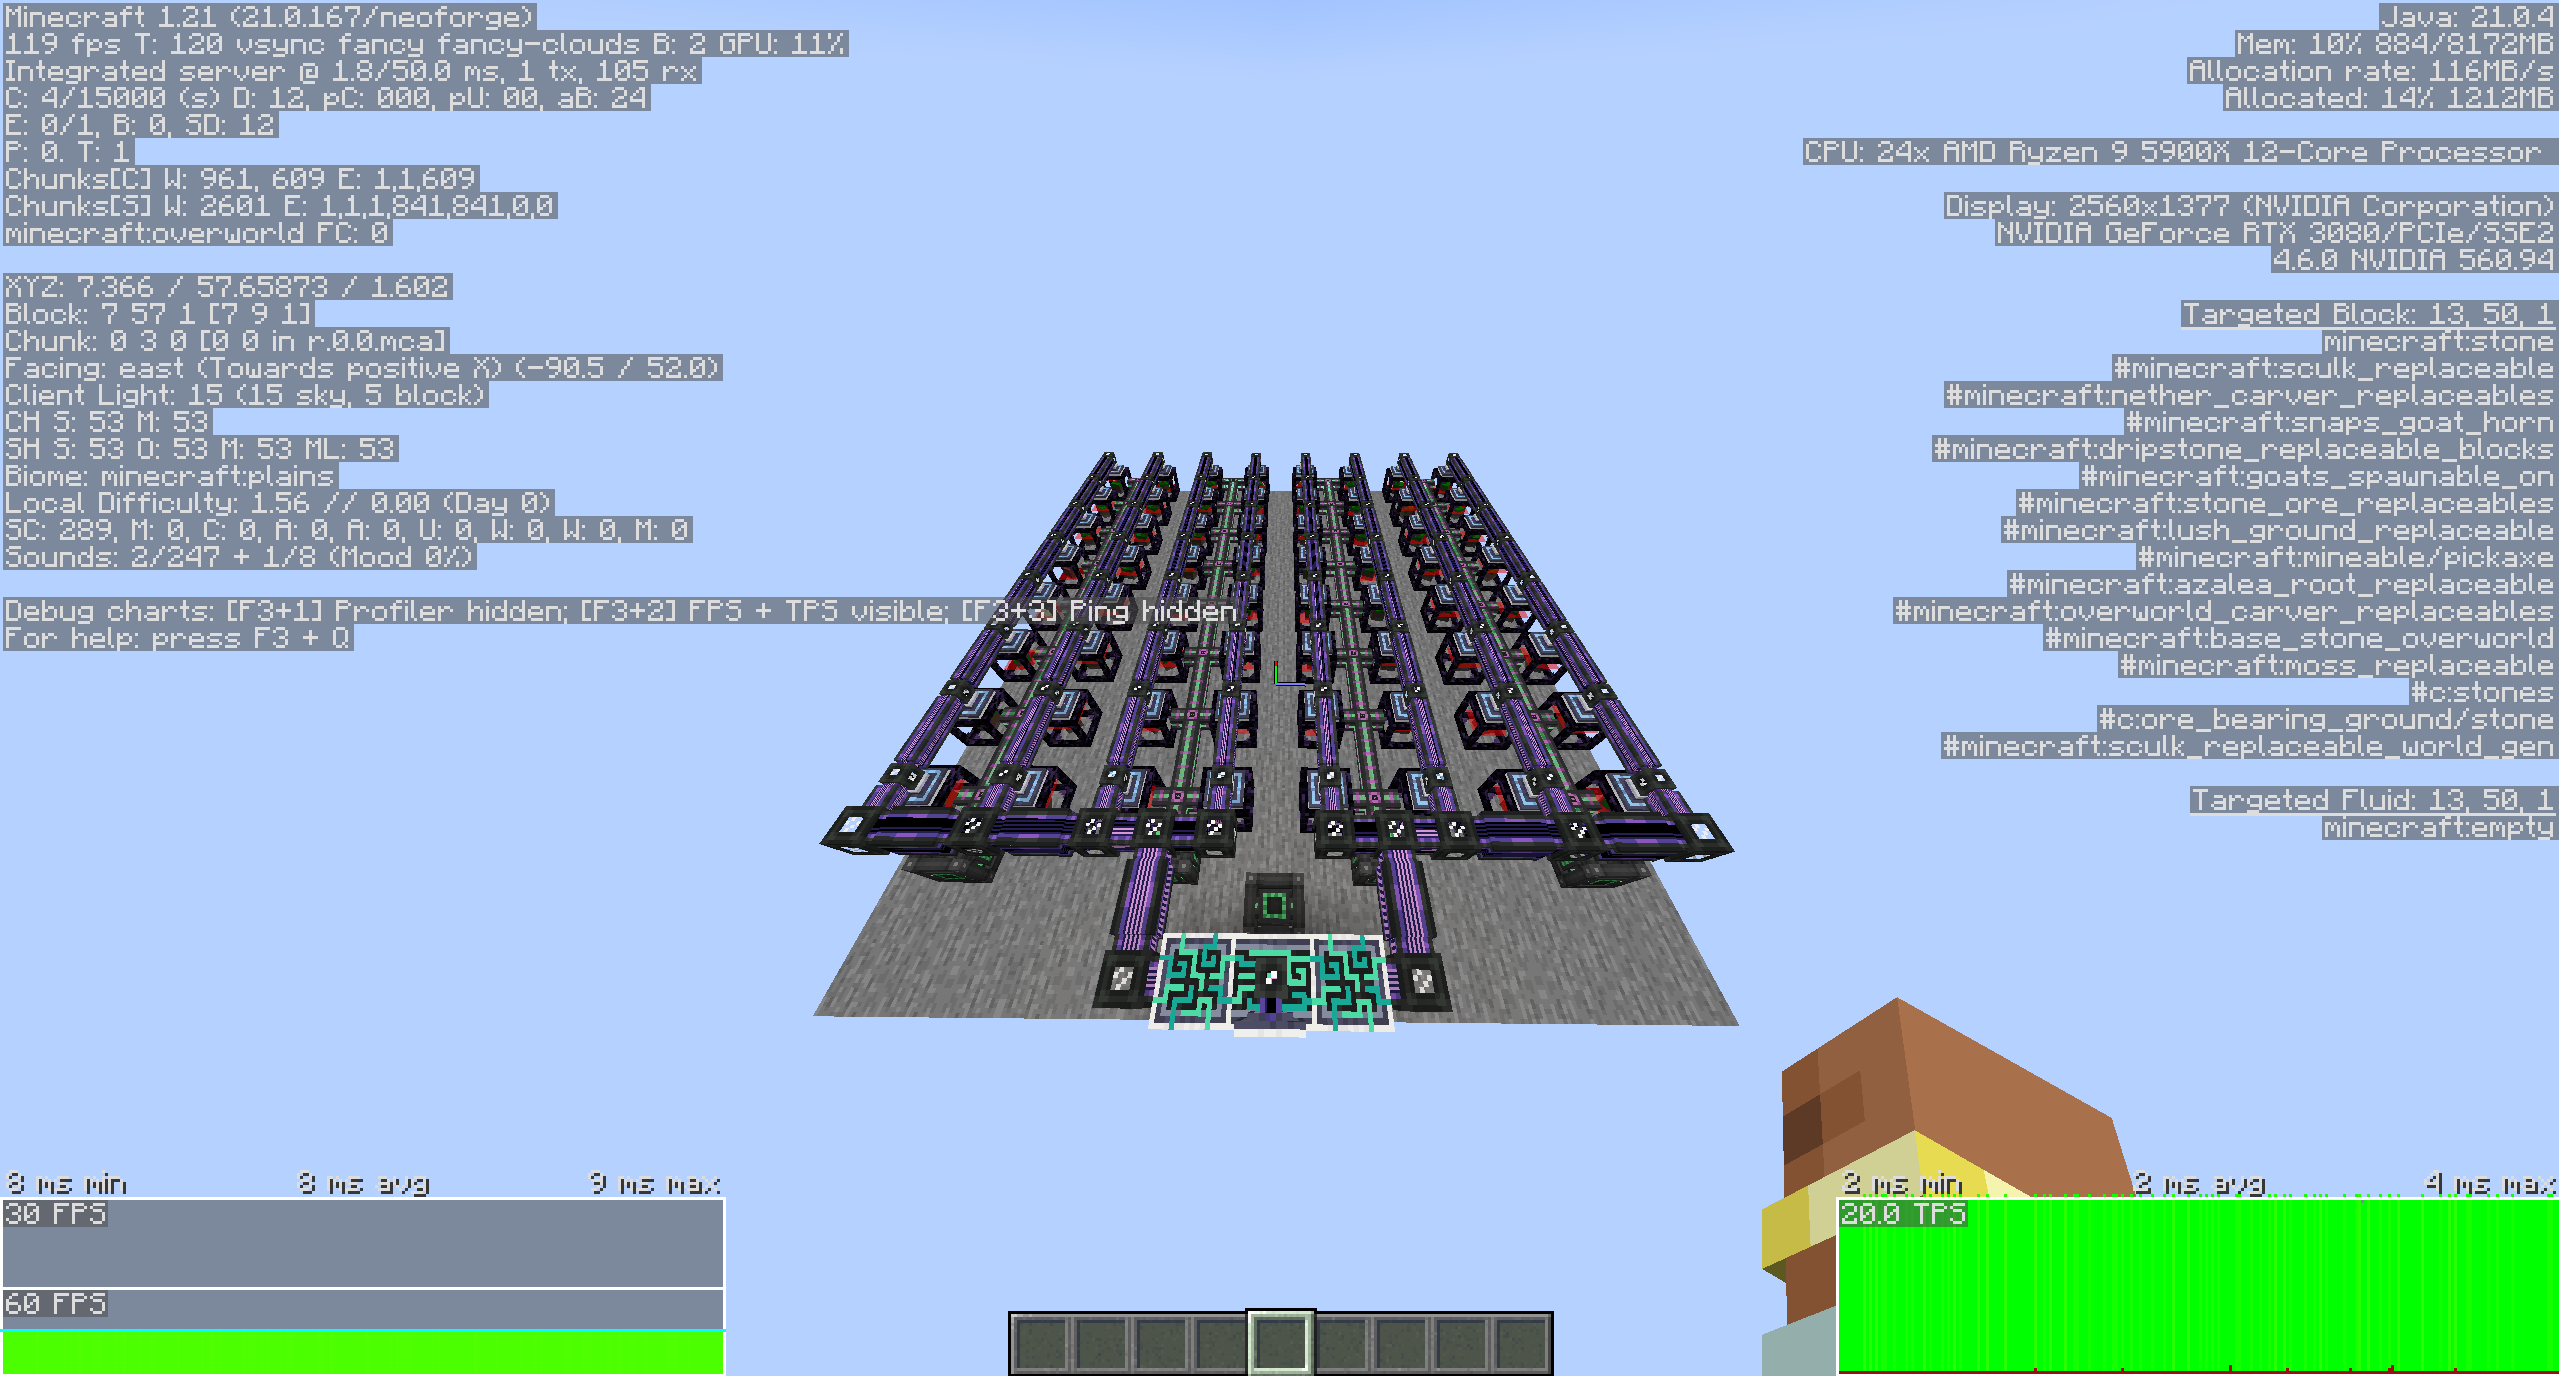 Minecraft 1.21 (21.0.167/neoforge)
119 fps T: 120 vsync fancy fancy-clouds B: 2 GPU: 11%
Integrated server @ 1.8/50.0 ms, 1 tx, 105 rx
C: 4/15000 (s) D: 12, pC: 000, pU: 00, aB: 24
E: 0/1, B: 0, SD: 12
P: 0. T: 1
Chunks[C] W: 961, 609 E: 1,1,609
Chunks[S] W: 2601 E: 1,1,1,841,841,0,0
minecraft:overworld FC: 0
XYZ: 7.366 / 57.65873 / 1.602
Block: 7 57 1 [7 9 1]
Chunk: 0 3 0 [0 0 in r.0.0.mca]
Facing: east (Towards positive X) (-90.5 / 52.0)
Client Light: 15 (15 sky, 5 block)
CH S: 53 M: 53
SH S: 53 O: 53 M: 53 ML: 53
Biome: minecraft:plains
Local Difficulty: 1.56 // 0.00 (Day 0)
SC: 289, M: 0, C: 0, A: 0, A: 0, U: 0, W: 0, W: 0, M: 0
Sounds: 2/247 + 1/8 (Mood 0%)
Debug charts: [F3+1] Profiler hidden; [F3+2] FPS + TPS visible; [F3+3] Ping hidden
For help: press F3 + Q
Java: 21.0.4
Mem: 10% 884/8172MB
Allocation rate: 116MB/s
Allocated: 14% 1212MB
CPU: 24x AMD Ryzen 9 5900X 12-Core Processor
Display: 2560x1377 (NVIDIA Corporation)
NVIDIA GeForce RTX 3080/PCIe/SSE2
4.6.0 NVIDIA 560.94
Targeted Block: 13, 50, 1
minecraft:stone
#minecraft:sculk_replaceable
#minecraft:nether_carver_replaceables
#minecraft:snaps_goat_horn
#minecraft:dripstone_replaceable_blocks
#minecraft:goats_spawnable_on
#minecraft:stone_ore_replaceables
#minecraft:lush_ground_replaceable
#minecraft:mineable/pickaxe
#minecraft:azalea_root_replaceable
#minecraft:overworld_carver_replaceables
#minecraft:base_stone_overworld
#minecraft:moss_replaceable
#c:stones
#c:ore_bearing_ground/stone
#minecraft:sculk_replaceable_world_gen
Targeted Fluid: 13, 50, 1
minecraft:empty
8 ms min 8 ms avg 9 ms max
30 FPS
60 FPS
2 ms min 2 ms avg 4 ms max
20.0 TPS